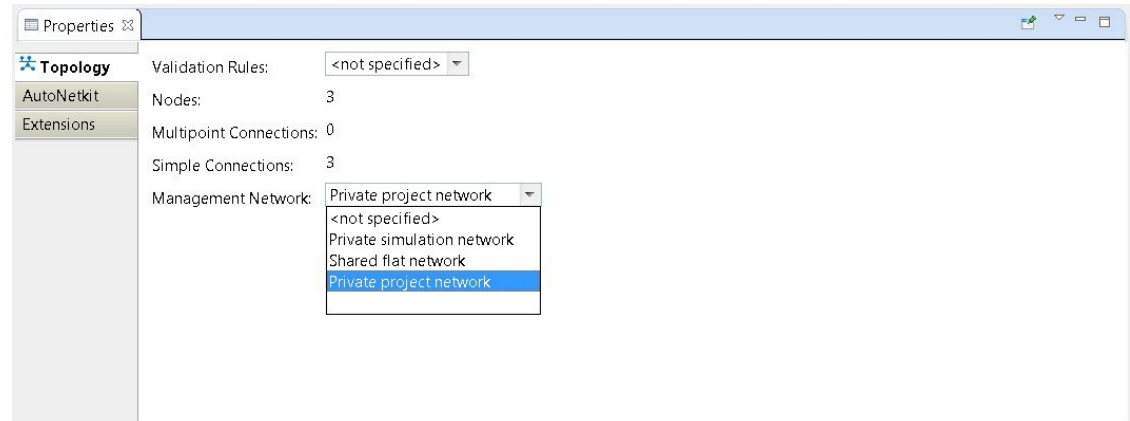 Properties
Topology
AutoNetkit
Extensions
Validation Rules: <not specified>
Nodes: 3
Multipoint Connections: 0
Simple Connections: 3
Management Network: Private project network
<not specified>
Private simulation network
Shared flat network
Private project network